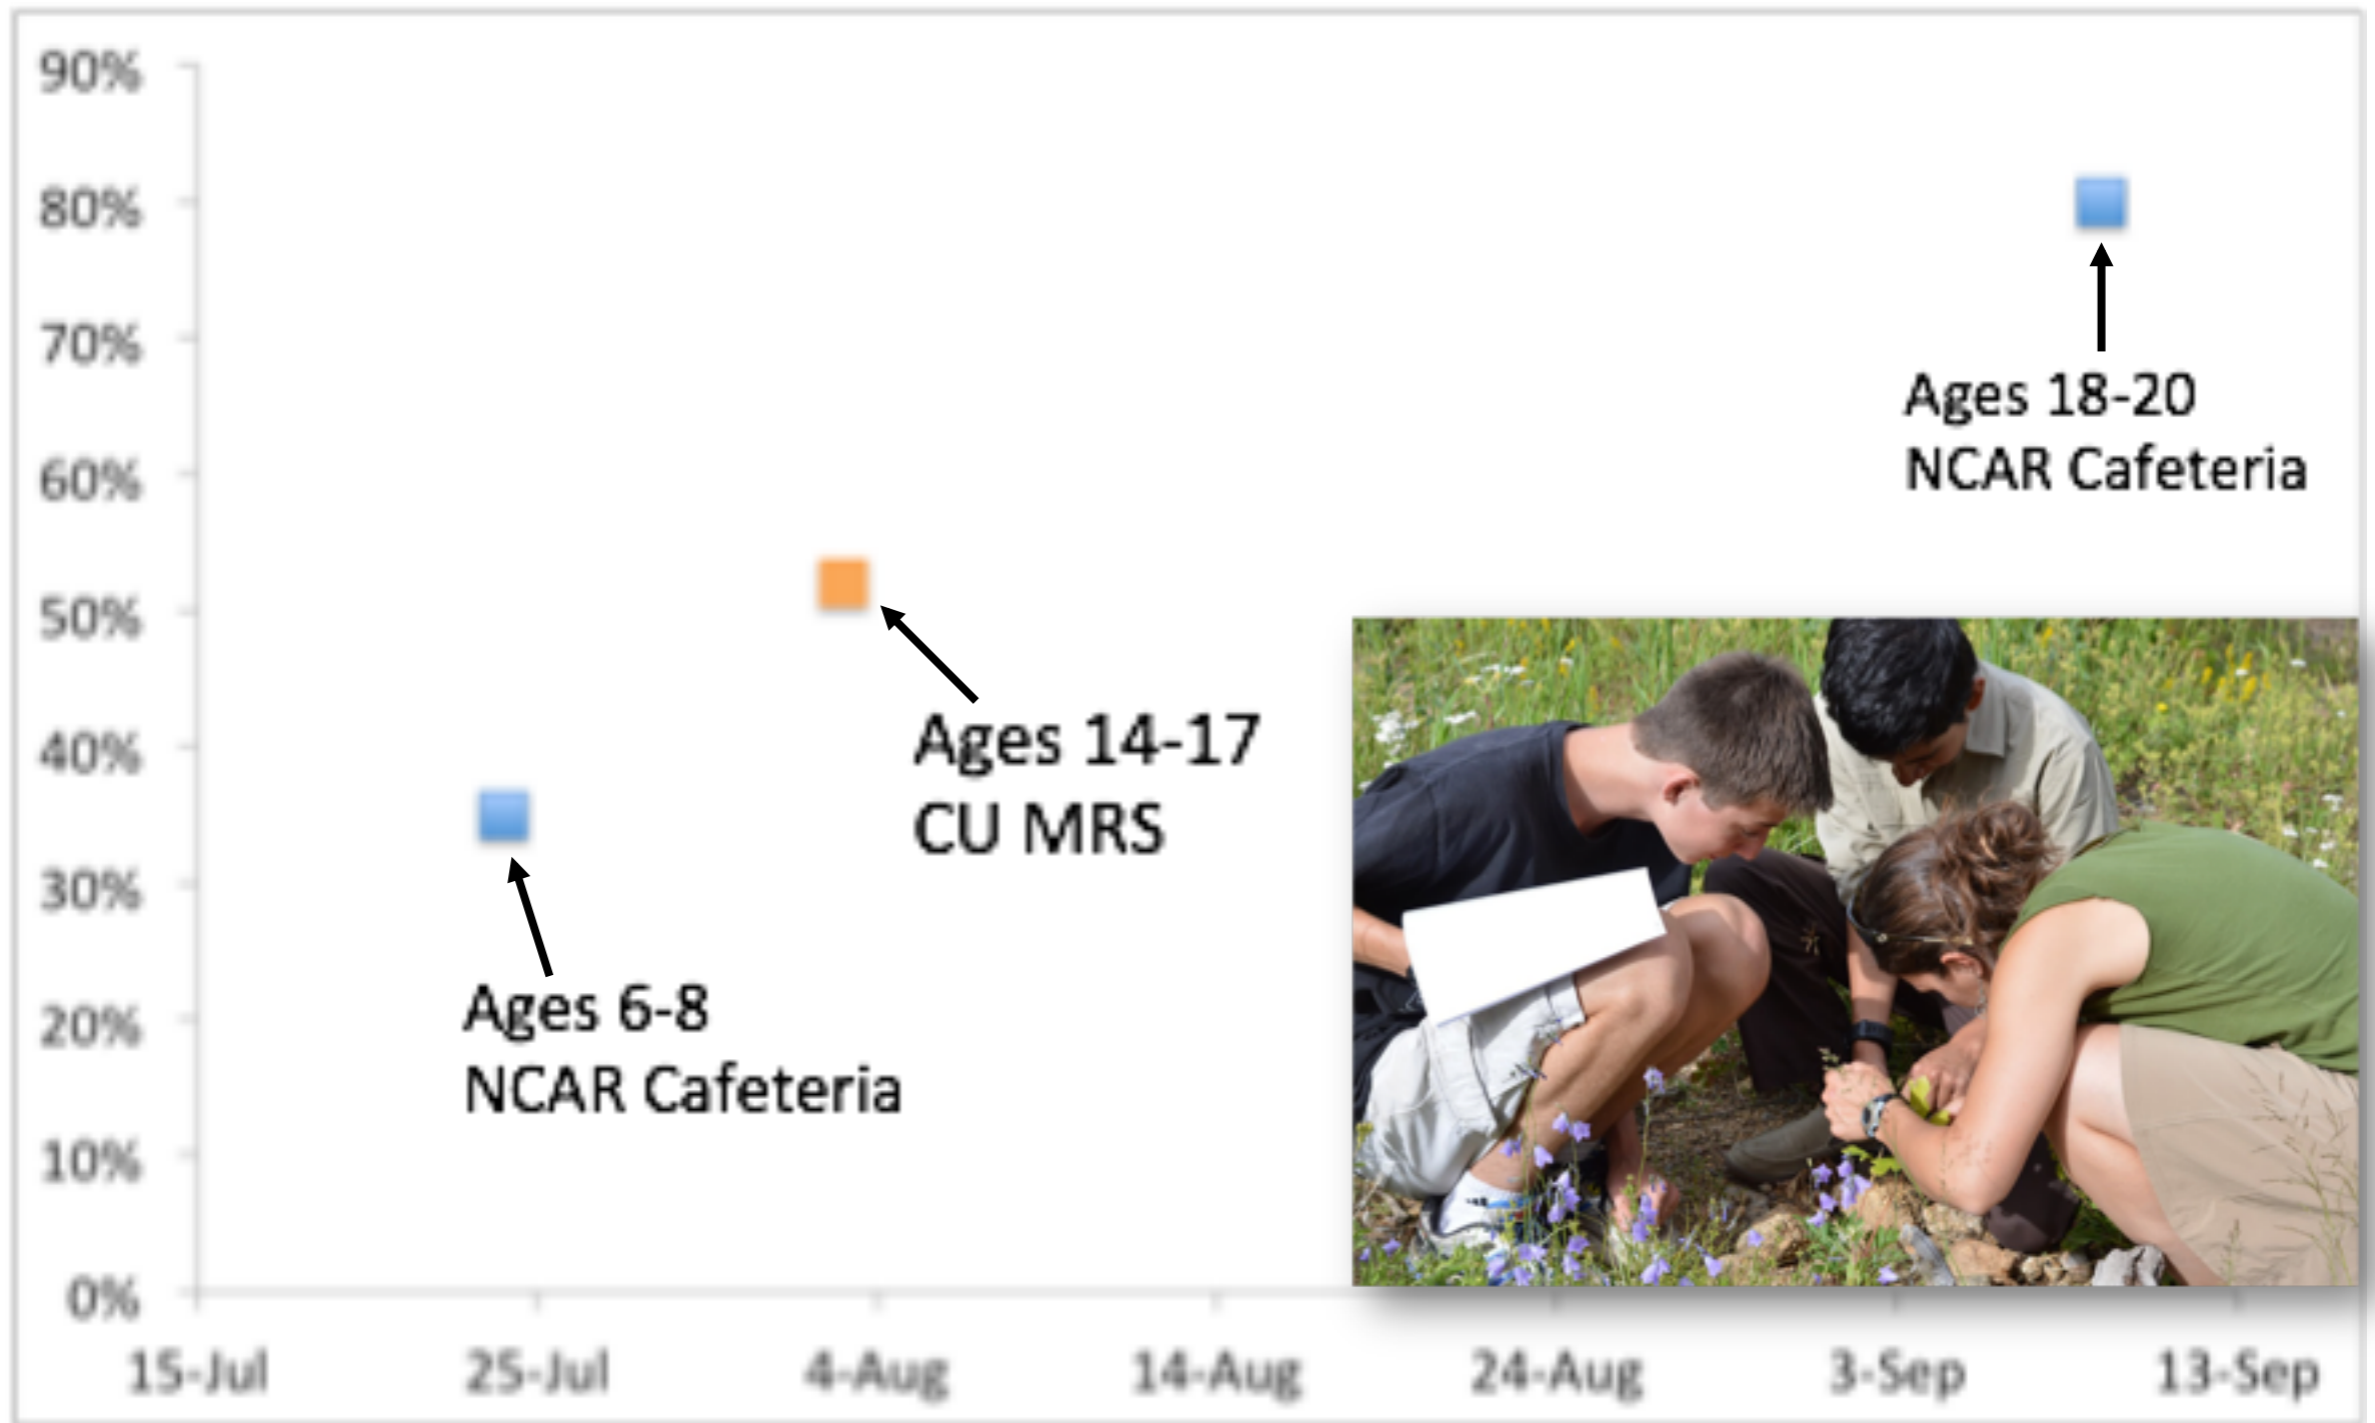 90%
80%
70%
60%
50%
40%
30%
20%
10%
0%
Ages 18-20
NCAR Cafeteria
Ages 14-17
CU MRS
Ages 6-8
NCAR Cafeteria
15-Jul 25-Jul 4-Aug 14-Aug 24-Aug 3-Sep 13-Sep